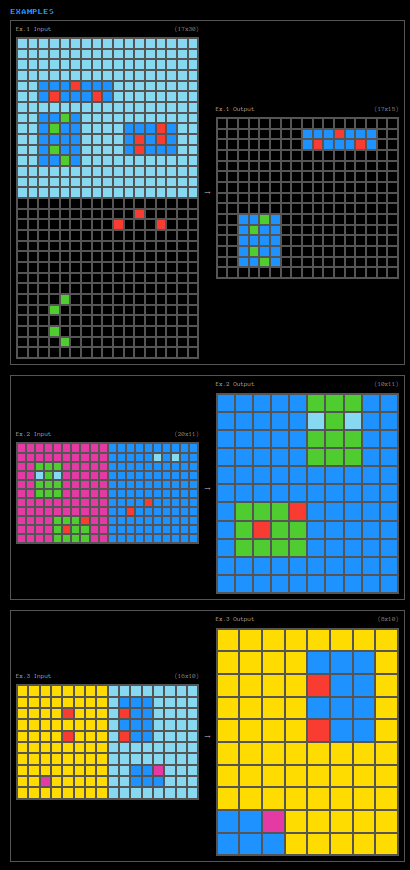 EXAMPLES
Ex.1 Input (17x30)
Ex.1 Output (17x15)
→
Ex.2 Output (10x11)
Ex.2 Input (20x11)
→
Ex.3 Output (8x10)
Ex.3 Input (16x10)
→